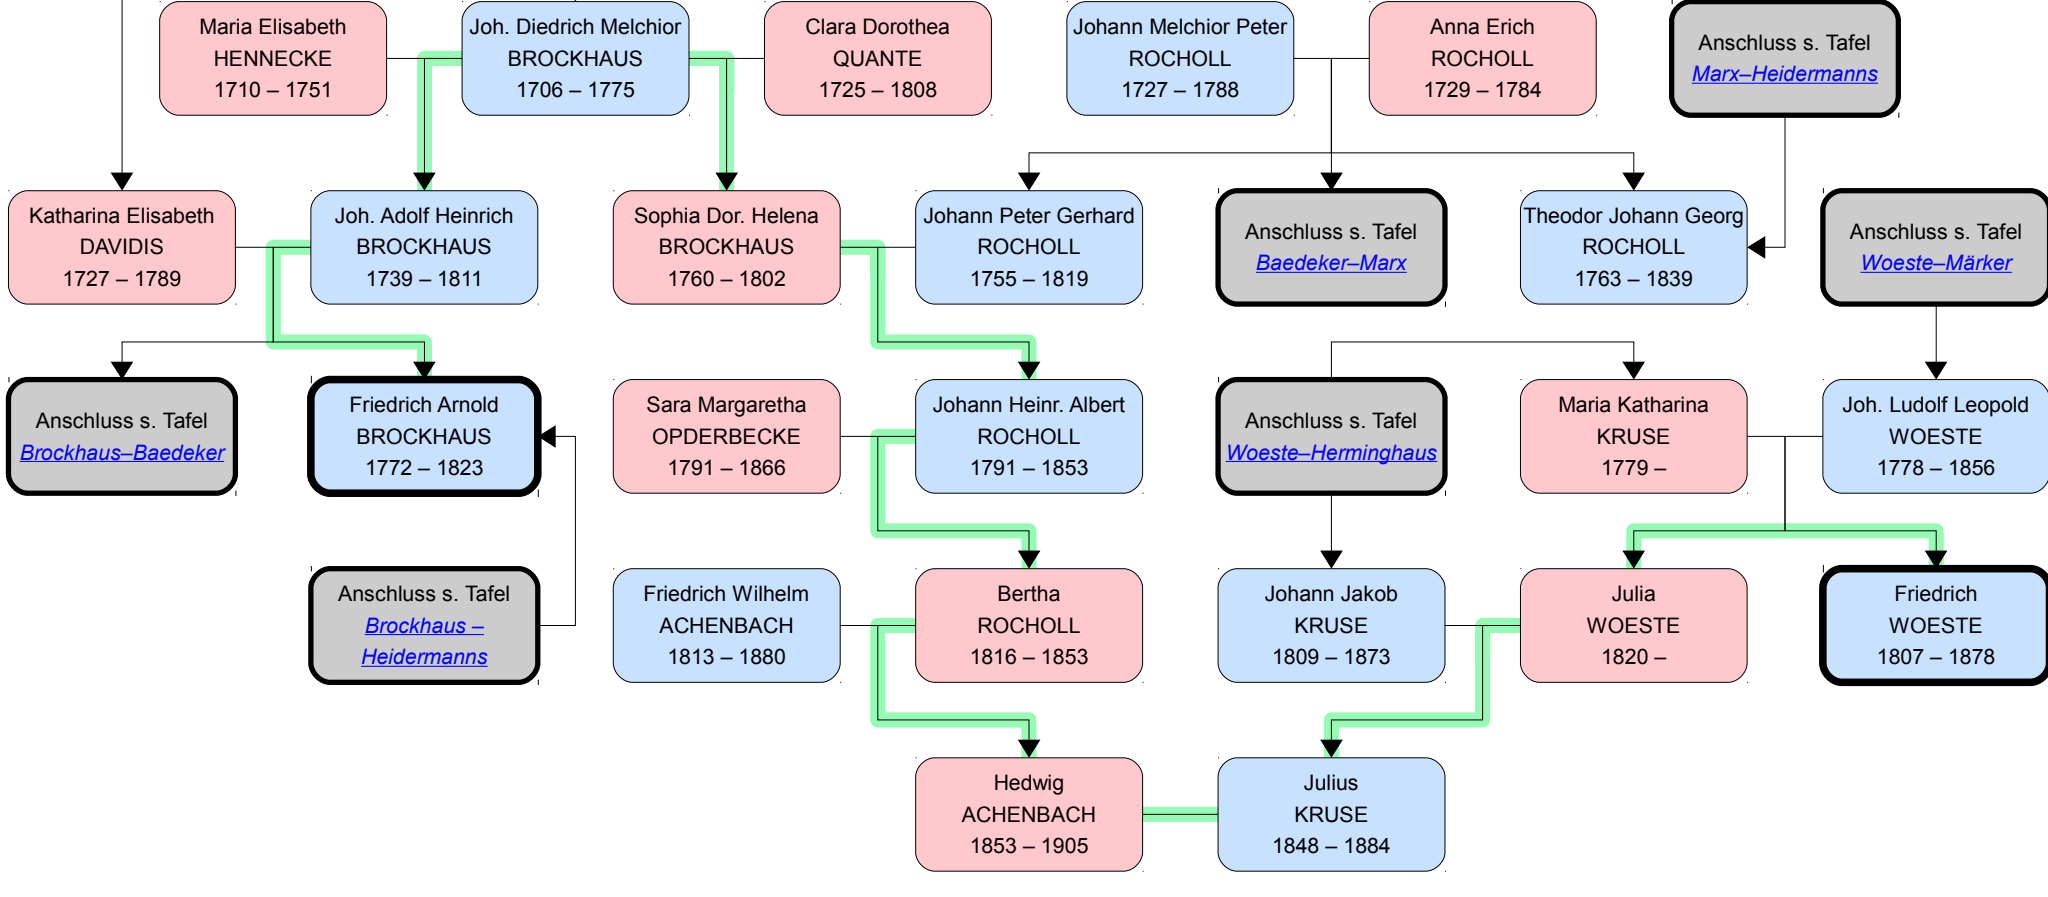 Maria Elisabeth
HENNECKE
1710 – 1751
Joh. Diedrich Melchior
BROCKHAUS
1706 – 1775
Clara Dorothea
QUANTE
1725 – 1808
Johann Melchior Peter
ROCHOLL
1727 – 1788
Anna Erich
ROCHOLL
1729 – 1784
Anschluss s. Tafel
Marx–Heidermanns
Katharina Elisabeth
DAVIDIS
1727 – 1789
Joh. Adolf Heinrich
BROCKHAUS
1739 – 1811
Sophia Dor. Helena
BROCKHAUS
1760 – 1802
Johann Peter Gerhard
ROCHOLL
1755 – 1819
Anschluss s. Tafel
Baedeker–Marx
Theodor Johann Georg
ROCHOLL
1763 – 1839
Anschluss s. Tafel
Woeste–Märker
Anschluss s. Tafel
Brockhaus–Baedeker
Friedrich Arnold
BROCKHAUS
1772 – 1823
Sara Margaretha
OPDERBECKE
1791 – 1866
Johann Heinr. Albert
ROCHOLL
1791 – 1853
Anschluss s. Tafel
Woeste–Herminghaus
Maria Katharina
KRUSE
1779 –
Joh. Ludolf Leopold
WOESTE
1778 – 1856
Anschluss s. Tafel
Brockhaus –
Heidermanns
Friedrich Wilhelm
ACHENBACH
1813 – 1880
Bertha
ROCHOLL
1816 – 1853
Johann Jakob
KRUSE
1809 – 1873
Julia
WOESTE
1820 –
Friedrich
WOESTE
1807 – 1878
Hedwig
ACHENBACH
1853 – 1905
Julius
KRUSE
1848 – 1884